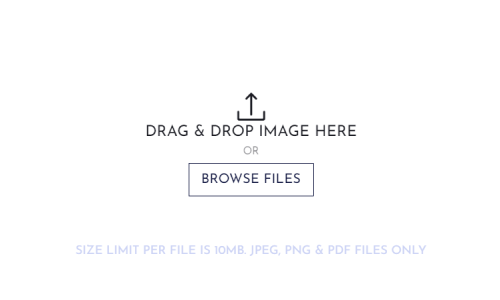 DRAG & DROP IMAGE HERE
OR
BROWSE FILES
SIZE LIMIT PER FILE IS 10MB. JPEG, PNG & PDF FILES ONLY